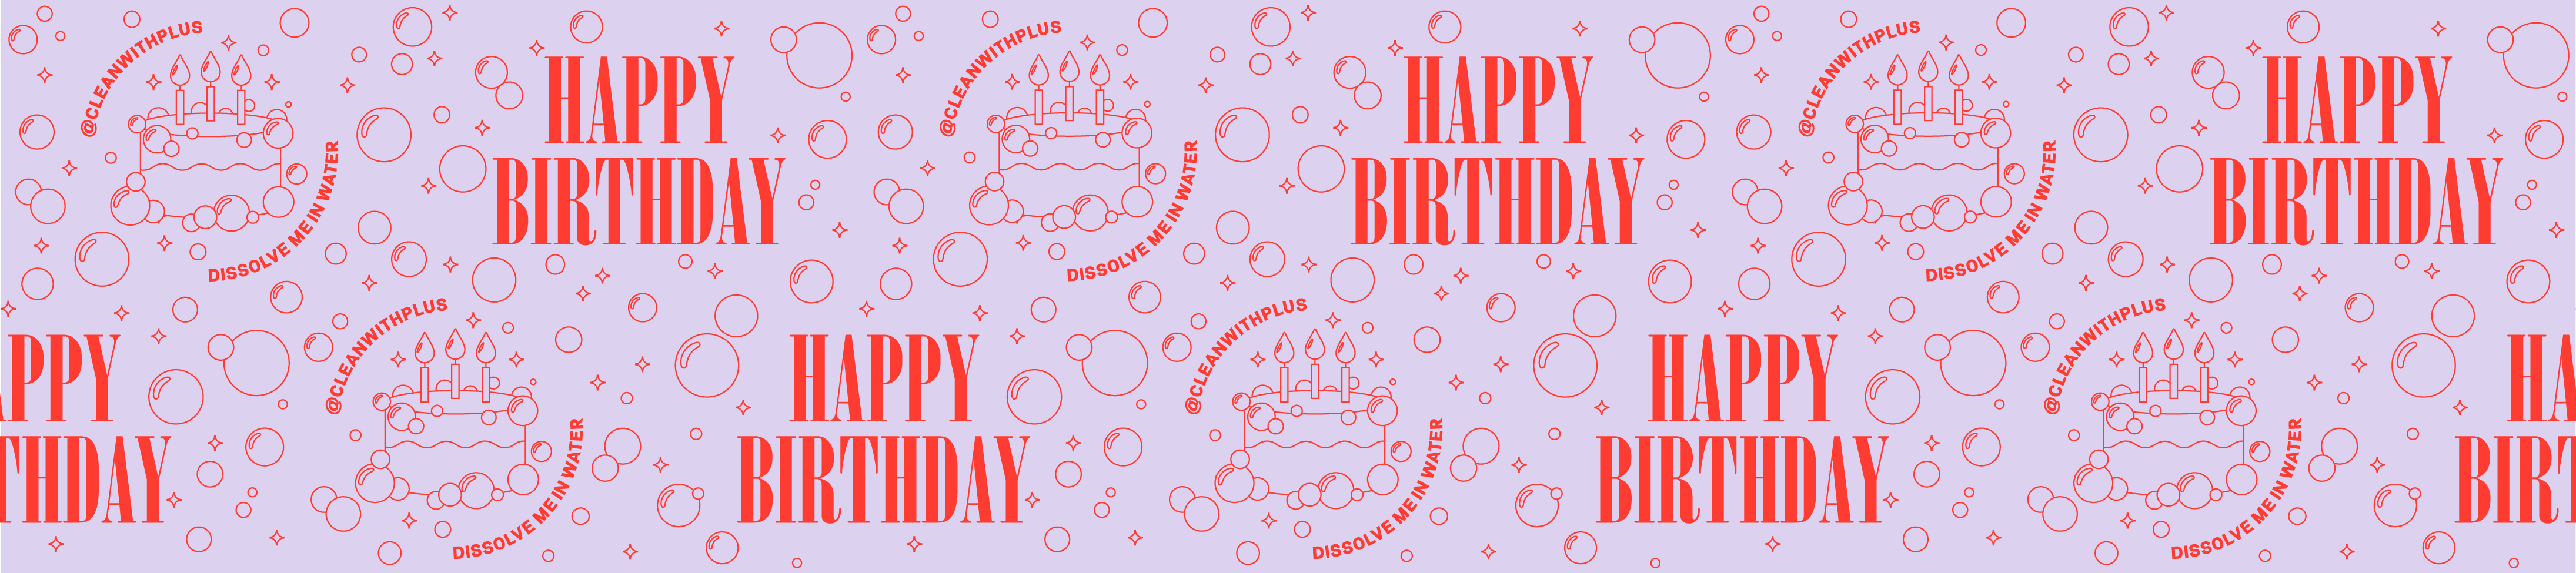 @CLEANWITHPLUS
HAPPY
BIRTHDAY
DISSOLVE ME IN WATER
@CLEANWITHPLUS
HAPPY
BIRTHDAY
DISSOLVE ME IN WATER
@CLEANWITHPLUS
HAPPY
BIRTHDAY
DISSOLVE ME IN WATER
PPY
THDAY
@CLEANWITHPLUS
DISSOLVE ME IN WATER
HAPPY
BIRTHDAY
@CLEANWITHPLUS
DISSOLVE ME IN WATER
HAPPY
BIRTHDAY
@CLEANWITHPLUS
DISSOLVE ME IN WATER
HA
BIRT